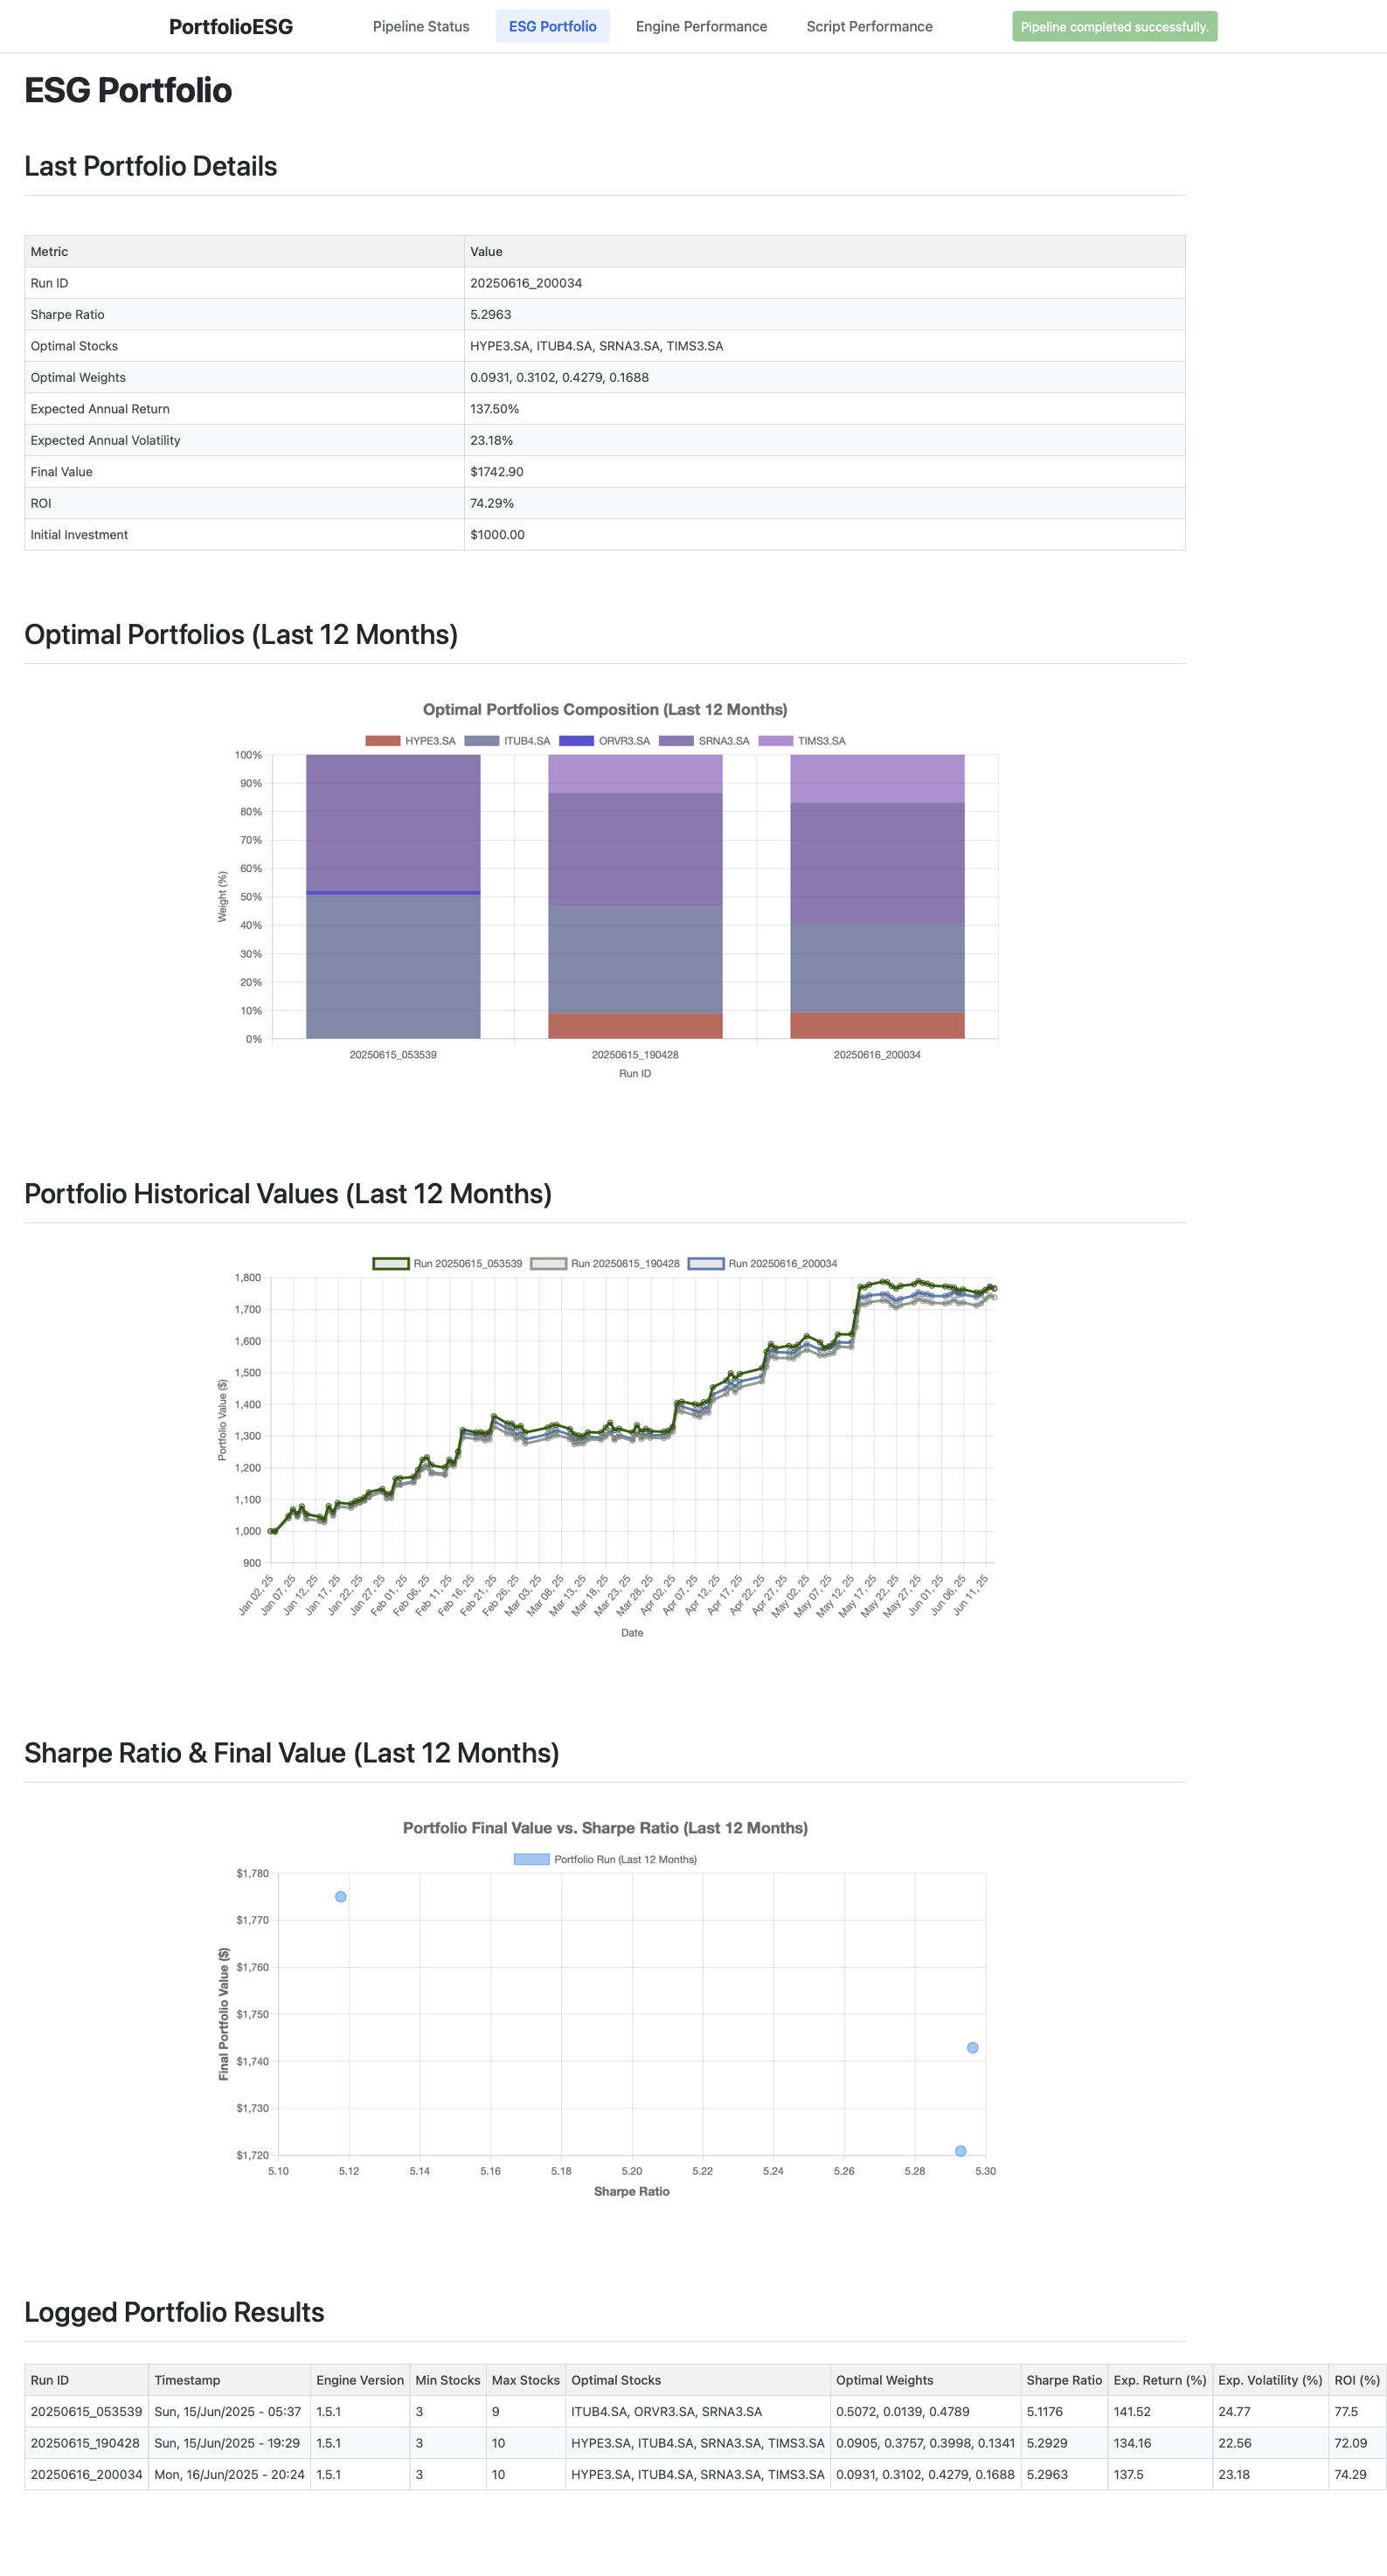 PortfolioESG Pipeline Status ESG Portfolio Engine Performance Script Performance Pipeline completed successfully.
ESG Portfolio
Last Portfolio Details
Metric Value
Run ID 20250616_200034
Sharpe Ratio 5.2963
Optimal Stocks HYPE3.SA, ITUB4.SA, SRNA3.SA, TIMS3.SA
Optimal Weights 0.0931, 0.3102, 0.4279, 0.1688
Expected Annual Return 137.50%
Expected Annual Volatility 23.18%
Final Value $1742.90
ROI 74.29%
Initial Investment $1000.00
Optimal Portfolios (Last 12 Months)
Optimal Portfolios Composition (Last 12 Months)
HYPE3.SA ITUB4.SA ORVR3.SA SRNA3.SA TIMS3.SA
100%
90%
80%
70%
60%
50%
40%
30%
20%
10%
0%
Weight (%)
20250615_053539 20250615_190428 20250616_200034
Run ID
Portfolio Historical Values (Last 12 Months)
Run 20250615_053539 Run 20250615_190428 Run 20250616_200034
1,800
1,700
1,600
1,500
1,400
1,300
1,200
1,100
1,000
900
Portfolio Value ($)
Jan 02, 25 Jan 07, 25 Jan 12, 25 Jan 17, 25 Jan 22, 25 Jan 27, 25 Feb 01, 25 Feb 06, 25 Feb 11, 25 Feb 16, 25 Feb 21, 25 Feb 26, 25 Mar 03, 25 Mar 08, 25 Mar 13, 25 Mar 18, 25 Mar 23, 25 Mar 28, 25 Apr 02, 25 Apr 07, 25 Apr 12, 25 Apr 17, 25 Apr 22, 25 Apr 27, 25 May 02, 25 May 07, 25 May 12, 25 May 17, 25 May 22, 25 May 27, 25 Jun 01, 25 Jun 06, 25 Jun 11, 25
Date
Sharpe Ratio & Final Value (Last 12 Months)
Portfolio Final Value vs. Sharpe Ratio (Last 12 Months)
Portfolio Run (Last 12 Months)
$1,780
$1,770
$1,760
$1,750
$1,740
$1,730
$1,720
Final Portfolio Value ($)
5.10 5.12 5.14 5.16 5.18 5.20 5.22 5.24 5.26 5.28 5.30
Sharpe Ratio
Logged Portfolio Results
Run ID Timestamp Engine Version Min Stocks Max Stocks Optimal Stocks Optimal Weights Sharpe Ratio Exp. Return (%) Exp. Volatility (%) ROI (%)
20250615_053539 Sun, 15/Jun/2025 - 05:37 1.5.1 3 9 ITUB4.SA, ORVR3.SA, SRNA3.SA 0.5072, 0.0139, 0.4789 5.1176 141.52 24.77 77.5
20250615_190428 Sun, 15/Jun/2025 - 19:29 1.5.1 3 10 HYPE3.SA, ITUB4.SA, SRNA3.SA, TIMS3.SA 0.0905, 0.3757, 0.3998, 0.1341 5.2929 134.16 22.56 72.09
20250616_200034 Mon, 16/Jun/2025 - 20:24 1.5.1 3 10 HYPE3.SA, ITUB4.SA, SRNA3.SA, TIMS3.SA 0.0931, 0.3102, 0.4279, 0.1688 5.2963 137.5 23.18 74.29